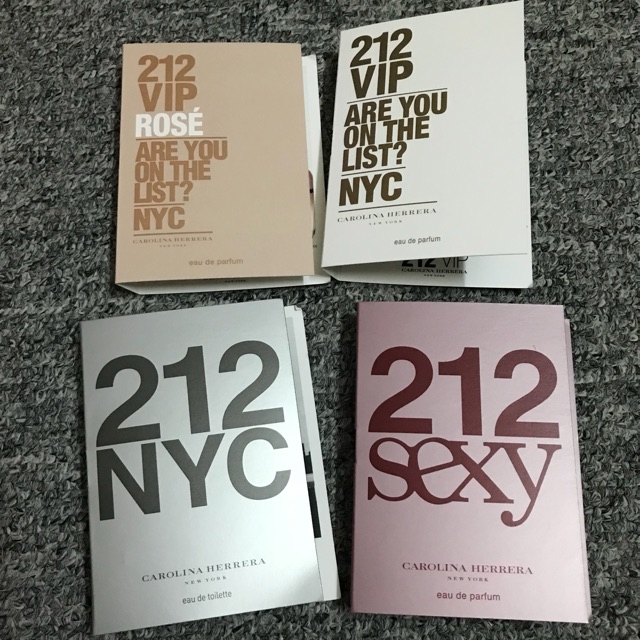 212
VIP
ROSÉ
ARE YOU
ON THE
LIST?
NYC
CAROLINA HERRERA
NEW YORK
eau de parfum
212
VIP
ARE YOU
ON THE
LIST?
NYC
CAROLINA HERRERA
NEW YORK
eau de parfum
212 VIP
CAROLINA HERRERA
NEW YORK
212
NYC
CAROLINA HERRERA
NEW YORK
eau de toilette
212
sexy
CAROLINA HERRERA
NEW YORK
eau de parfum